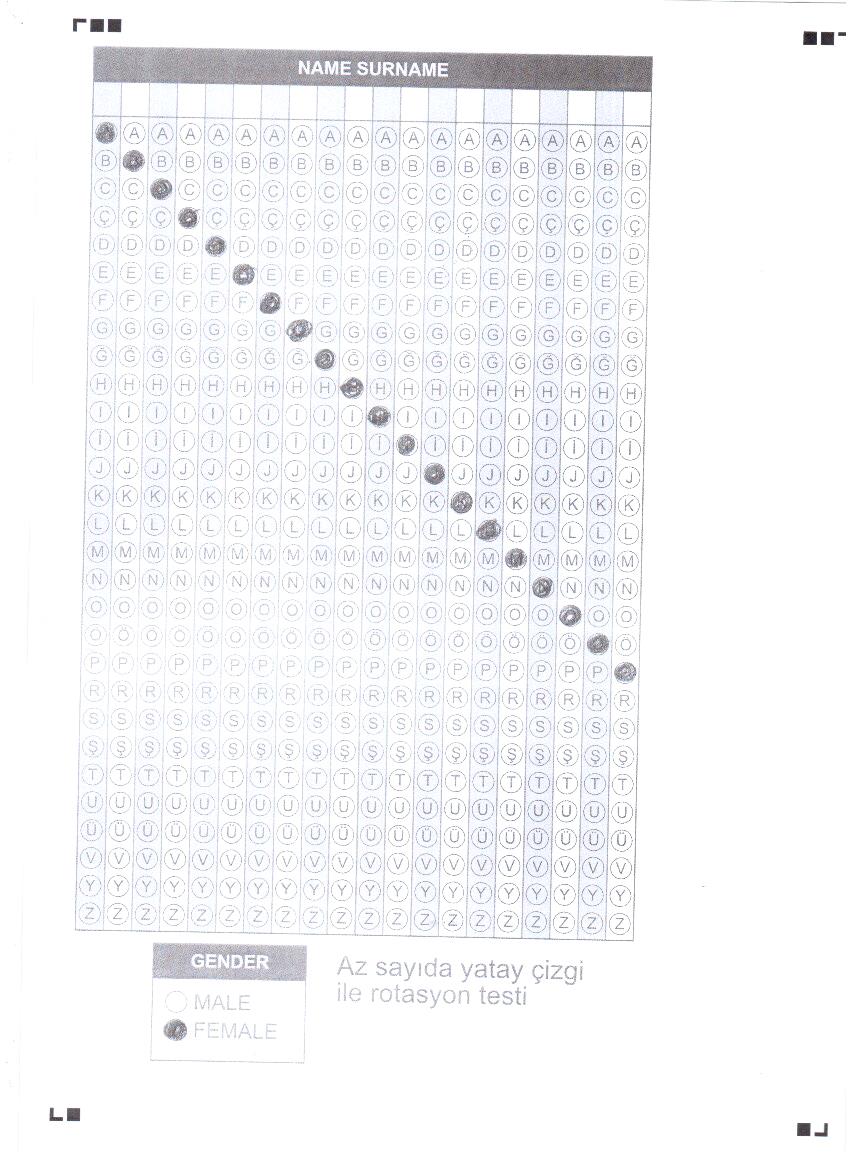 NAME SURNAME
A A A A A A A A A A A A A A A A A A A A
B B B B B B B B B B B B B B B B B B B B
C C C C C C C C C C C C C C C C C C C
Ç Ç Ç Ç Ç Ç Ç Ç Ç Ç Ç Ç Ç Ç Ç Ç Ç Ç Ç
D D D D D D D D D D D D D D D D D D D
E E E E E E E E E E E E E E E E E E E
F F F F F F F F F F F F F F F F F F F
G G G G G G G G G G G G G G G G G G G
Ğ Ğ Ğ Ğ Ğ Ğ Ğ Ğ Ğ Ğ Ğ Ğ Ğ Ğ Ğ Ğ Ğ Ğ Ğ
H H H H H H H H H H H H H H H H H H H
I I I I I I I I I I I I I I I I I I I
İ İ İ İ İ İ İ İ İ İ İ İ İ İ İ İ İ İ İ
J J J J J J J J J J J J J J J J J J J
K K K K K K K K K K K K K K K K K K K
L L L L L L L L L L L L L L L L L L L
M M M M M M M M M M M M M M M M M M M
N N N N N N N N N N N N N N N N N N N
O O O O O O O O O O O O O O O O O O O
Ö Ö Ö Ö Ö Ö Ö Ö Ö Ö Ö Ö Ö Ö Ö Ö Ö Ö Ö
P P P P P P P P P P P P P P P P P P P
R R R R R R R R R R R R R R R R R R R R
S S S S S S S S S S S S S S S S S S S S
Ş Ş Ş Ş Ş Ş Ş Ş Ş Ş Ş Ş Ş Ş Ş Ş Ş Ş Ş Ş
T T T T T T T T T T T T T T T T T T T T
U U U U U U U U U U U U U U U U U U U U
Ü Ü Ü Ü Ü Ü Ü Ü Ü Ü Ü Ü Ü Ü Ü Ü Ü Ü Ü Ü
V V V V V V V V V V V V V V V V V V V V
Y Y Y Y Y Y Y Y Y Y Y Y Y Y Y Y Y Y Y Y
Z Z Z Z Z Z Z Z Z Z Z Z Z Z Z Z Z Z Z Z
GENDER
MALE
FEMALE
Az sayıda yatay çizgi
ile rotasyon testi